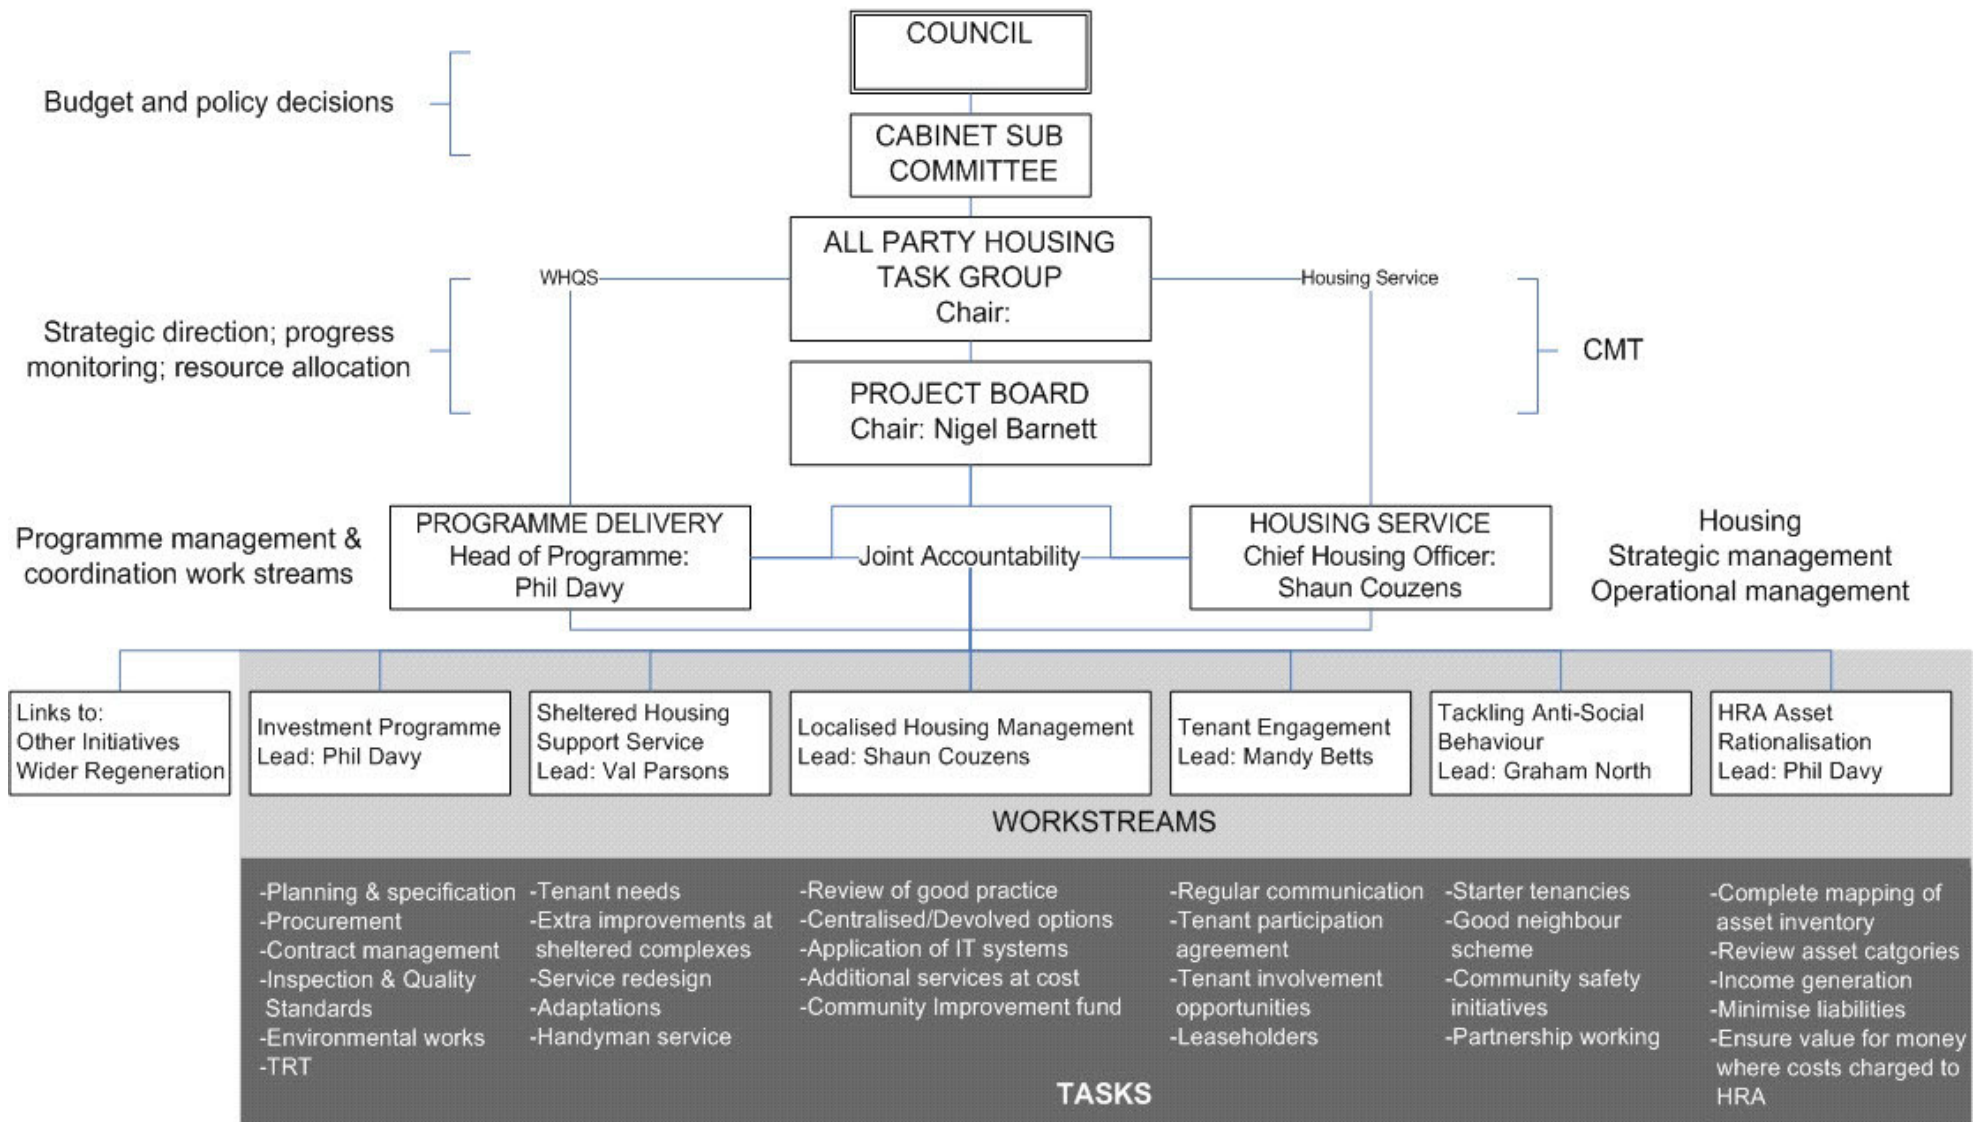 COUNCIL
Budget and policy decisions
CABINET SUB
COMMITTEE
ALL PARTY HOUSING
TASK GROUP
Chair:
WHQS
Housing Service
Strategic direction; progress
monitoring; resource allocation
CMT
PROJECT BOARD
Chair: Nigel Barnett
Programme management &
coordination work streams
PROGRAMME DELIVERY
Head of Programme:
Phil Davy
Joint Accountability
HOUSING SERVICE
Chief Housing Officer:
Shaun Couzens
Housing
Strategic management
Operational management
Links to:
Other Initiatives
Wider Regeneration
Investment Programme
Lead: Phil Davy
Sheltered Housing
Support Service
Lead: Val Parsons
Localised Housing Management
Lead: Shaun Couzens
Tenant Engagement
Lead: Mandy Betts
Tackling Anti-Social
Behaviour
Lead: Graham North
HRA Asset
Rationalisation
Lead: Phil Davy
WORKSTREAMS
-Planning & specification
-Procurement
-Contract management
-Inspection & Quality
Standards
-Environmental works
-TRT
-Tenant needs
-Extra improvements at
sheltered complexes
-Service redesign
-Adaptations
-Handyman service
-Review of good practice
-Centralised/Devolved options
-Application of IT systems
-Additional services at cost
-Community Improvement fund
-Regular communication
-Tenant participation
agreement
-Tenant involvement
opportunities
-Leaseholders
-Starter tenancies
-Good neighbour
scheme
-Community safety
initiatives
-Partnership working
-Complete mapping of
asset inventory
-Review asset catgories
-Income generation
-Minimise liabilities
-Ensure value for money
where costs charged to
HRA
TASKS